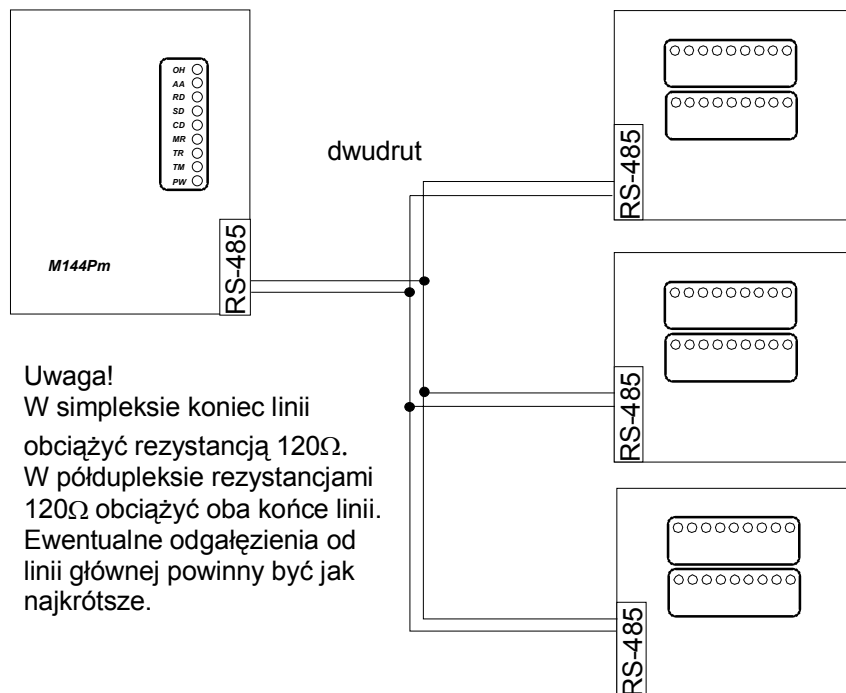 OH
AA
RD
SD
CD
MR
TR
TM
PW
M144Pm
RS-485
dwudrut
RS-485
RS-485
RS-485
Uwaga!
W simpleksie koniec linii
obciążyć rezystancją 120Ω.
W półdupleksie rezystancjami
120Ω obciążyć oba końce linii.
Ewentualne odgałęzienia od
linii głównej powinny być jak
najkrótsze.